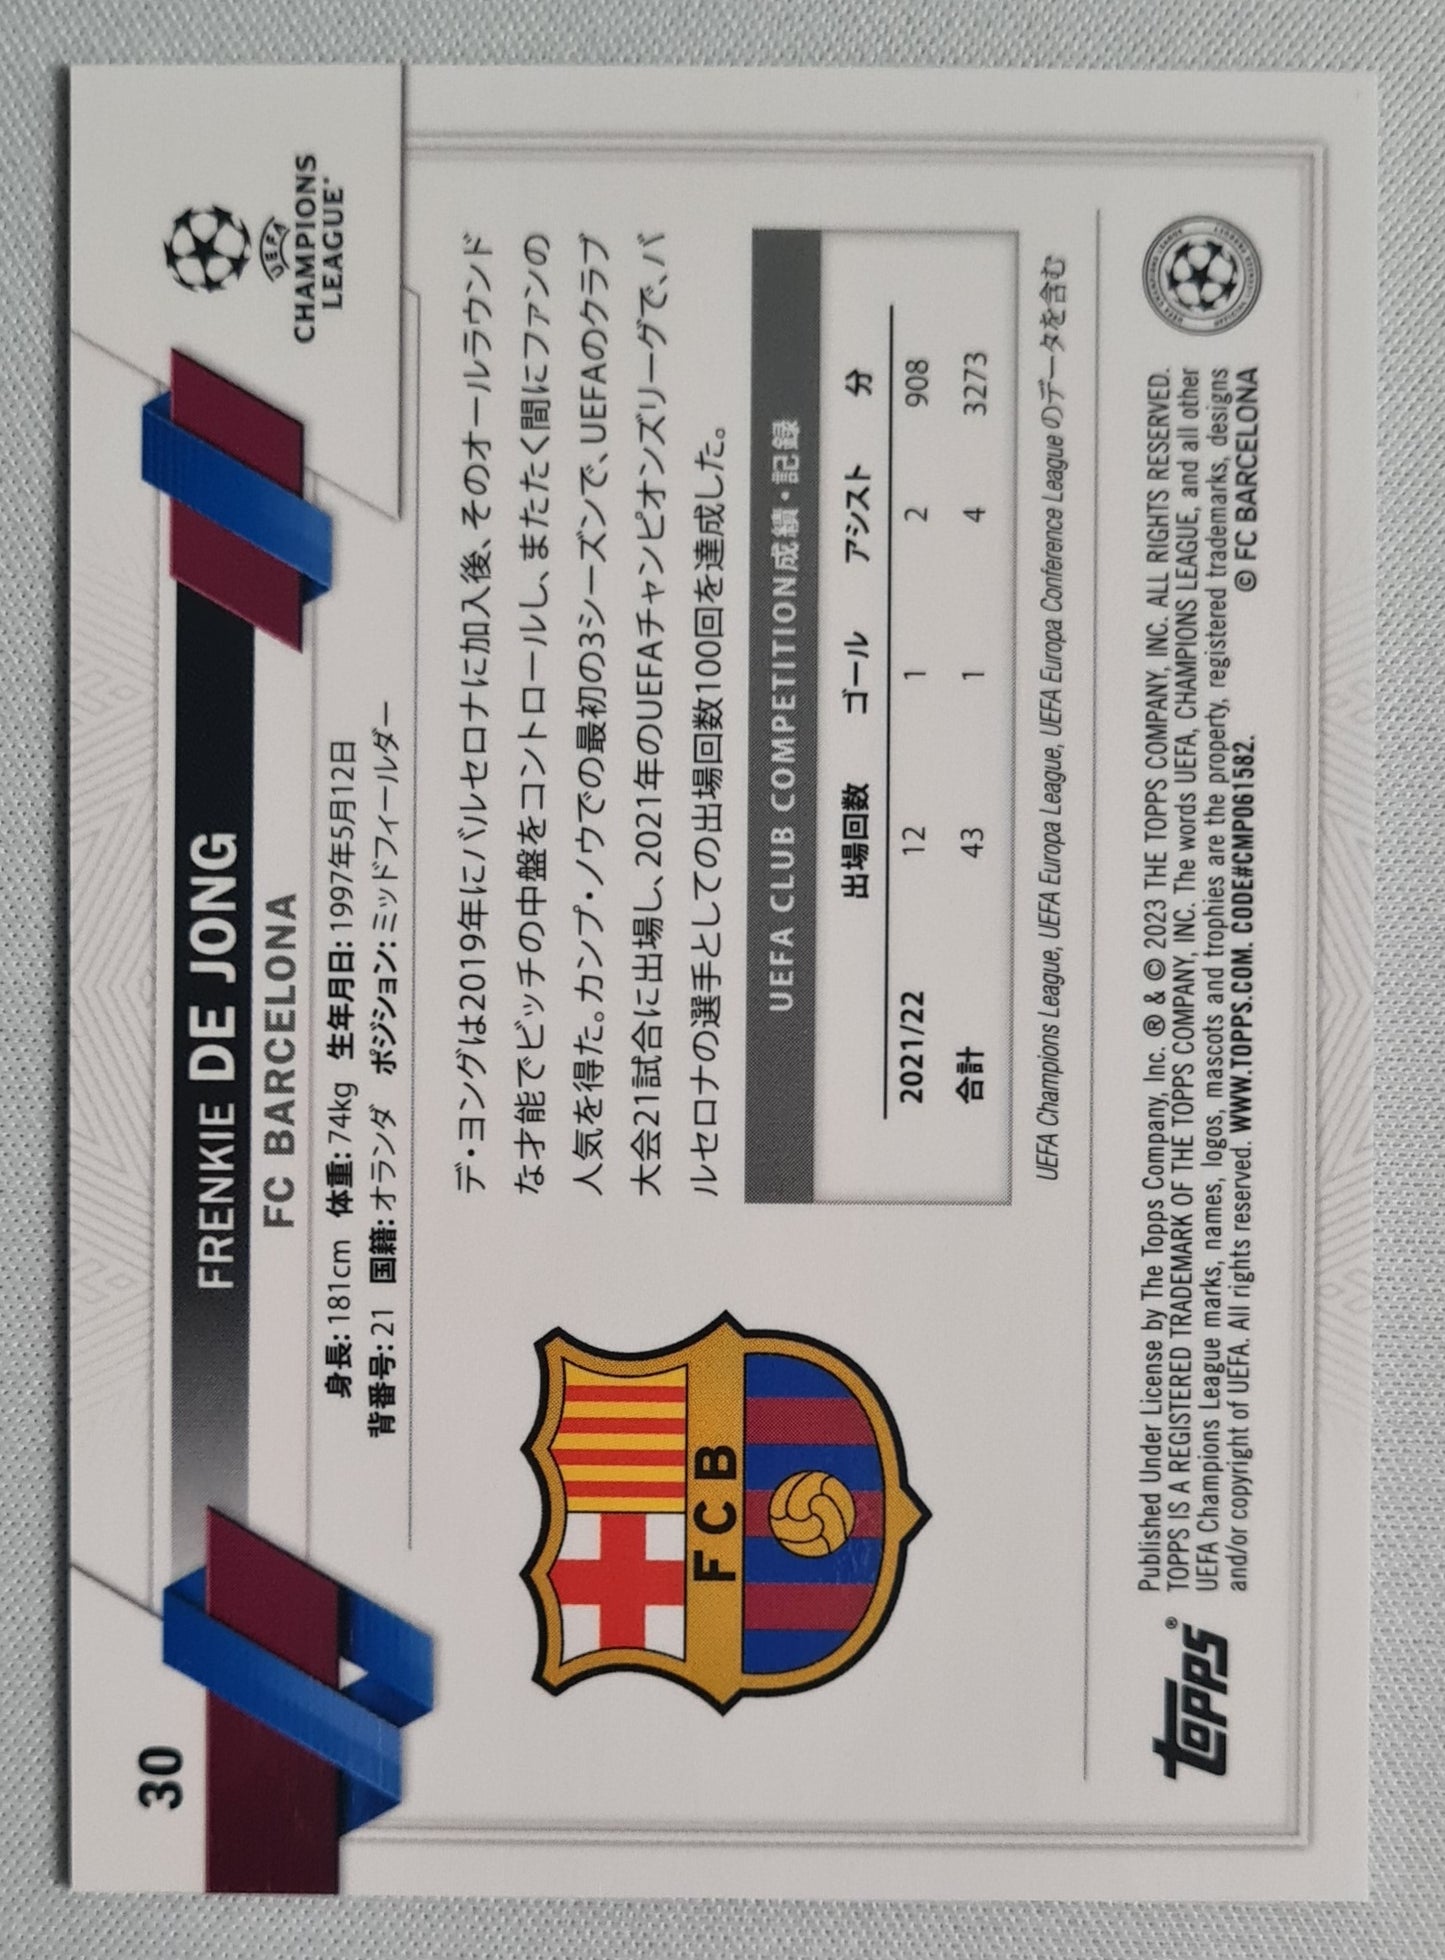 30
FRENKIE DE JONG
FC BARCELONA
UEFA
CHAMPIONS
LEAGUE
身長: 181cm 体重: 74kg 生年月日: 1997年5月12日
背番号: 21 国籍: オランダ ポジション: ミッドフィールダー
デ・ヨングは2019年にバルセロナに加入後、そのオールラウンド
な才能でピッチの中盤をコントロールし、またたく間にファンの
人気を得た。カンプ・ノウでの最初の3シーズンで、UEFAのクラブ
大会21試合に出場し、2021年のUEFAチャンピオンズリーグで、バ
ルセロナの選手としての出場回数100回を達成した。
FCB
UEFA CLUB COMPETITION成績・記録
出場回数 ゴール アシスト 分
2021/22 12 1 2 908
合計 43 1 4 3273
UEFA Champions League, UEFA Europa League, UEFA Europa Conference League のデータを含む
TOPPS®
Published Under License by The Topps Company, Inc. ® & © 2023 THE TOPPS COMPANY, INC. ALL RIGHTS RESERVED.
TOPPS IS A REGISTERED TRADEMARK OF THE TOPPS COMPANY, INC. The words UEFA, CHAMPIONS LEAGUE, and all other
UEFA Champions League marks, names, logos, mascots and trophies are the property, registered trademarks, designs
and/or copyright of UEFA. All rights reserved. WWW.TOPPS.COM. CODE#CMP061582. © FC BARCELONA